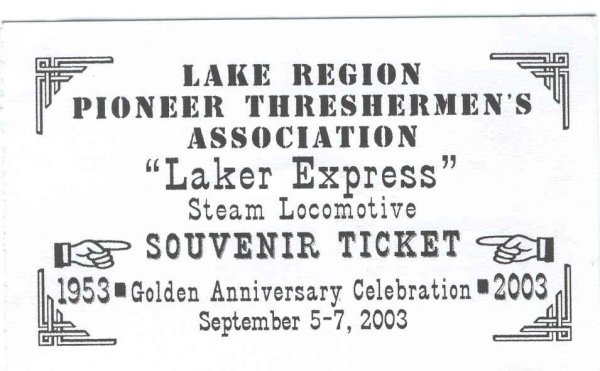 LAKE REGION
PIONEER THRESHERMEN'S
ASSOCIATION
“Laker Express”
Steam Locomotive
SOUVENIR TICKET
1953 ■ Golden Anniversary Celebration ■ 2003
September 5-7, 2003